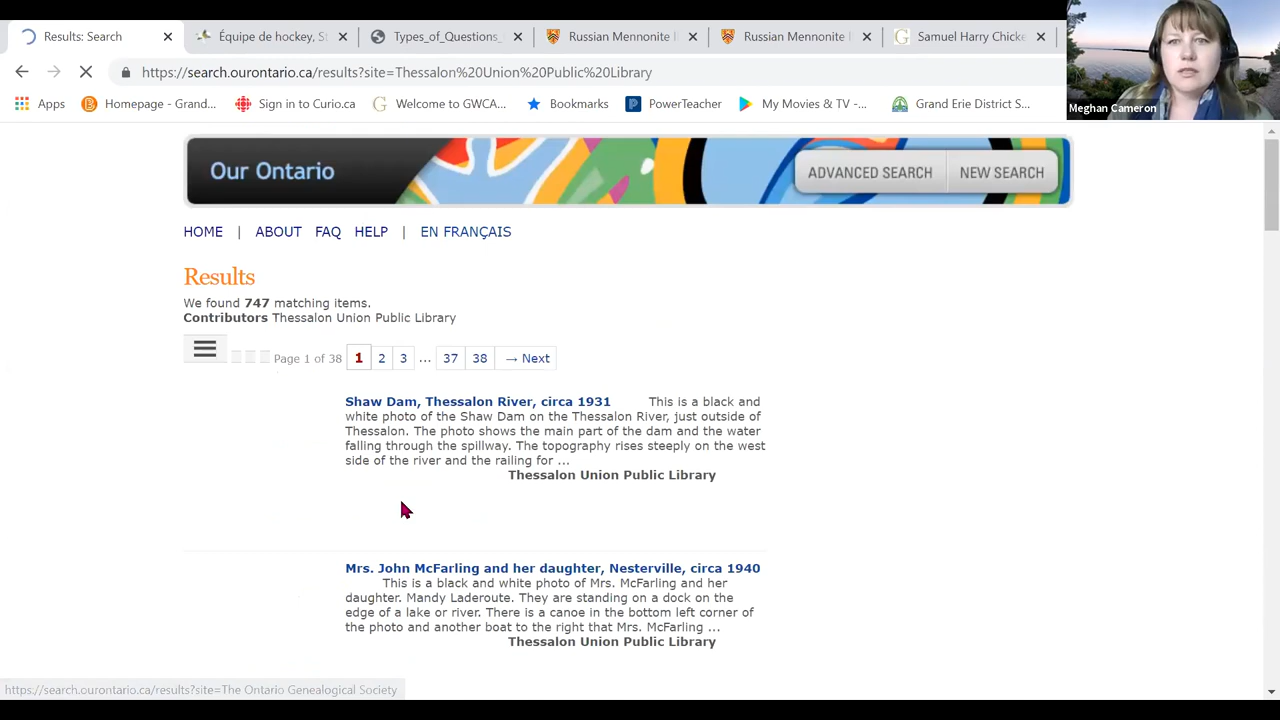 Results: Search
Équipe de hockey, St
Types_of_Questions_
Russian Mennonite I
Russian Mennonite I
Samuel Harry Chicke
https://search.ourontario.ca/results?site=Thessalon%20Union%20Public%20Library
Meghan Cameron
Apps
Homepage - Grand...
Sign in to Curio.ca
Welcome to GWCA...
Bookmarks
PowerTeacher
My Movies & TV -...
Grand Erie District S...
Our Ontario
ADVANCED SEARCH
NEW SEARCH
HOME | ABOUT FAQ HELP | EN FRANÇAIS
Results
We found 747 matching items.
Contributors Thessalon Union Public Library
Page 1 of 38 1 2 3 ... 37 38 → Next
Shaw Dam, Thessalon River, circa 1931 This is a black and
white photo of the Shaw Dam on the Thessalon River, just outside of
Thessalon. The photo shows the main part of the dam and the water
falling through the spillway. The topography rises steeply on the west
side of the river and the railing for ...
Thessalon Union Public Library
Mrs. John McFarling and her daughter, Nesterville, circa 1940
This is a black and white photo of Mrs. McFarling and her
daughter. Mandy Laderoute. They are standing on a dock on the
edge of a lake or river. There is a canoe in the bottom left corner of
the photo and another boat to the right that Mrs. McFarling ...
Thessalon Union Public Library
https://search.ourontario.ca/results?site=The Ontario Genealogical Society